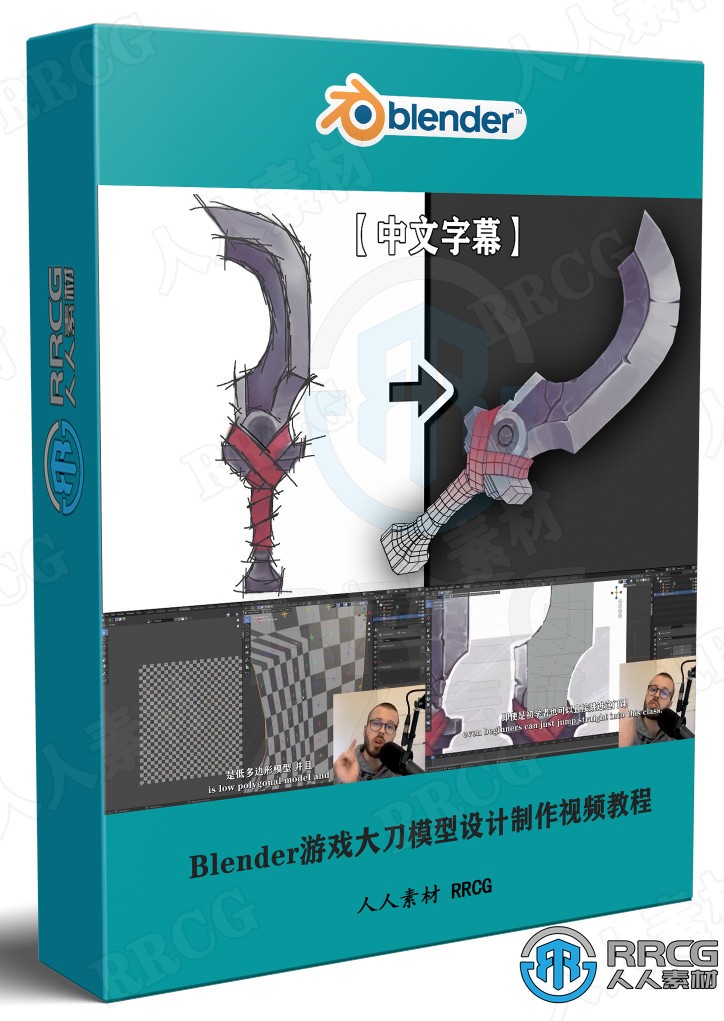 blender™
【中文字幕】
RRCG
人人素材
是低多边形模型 并且
is low polygonal model and
even beginners can just jump straight into this class.
Blender游戏大刀模型设计制作视频教程
人人素材 RRCG
RRCG
人人素材